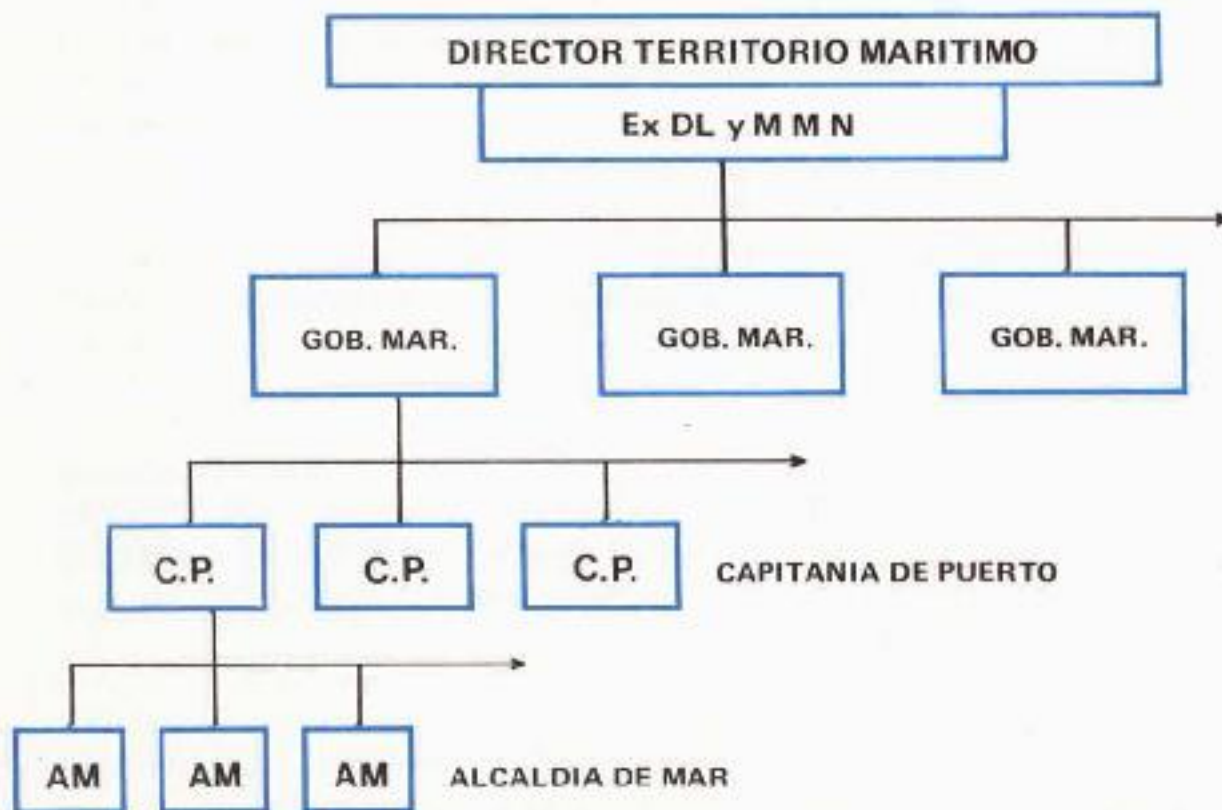 DIRECTOR TERRITORIO MARITIMO
Ex DL y M M N
GOB. MAR.
GOB. MAR.
GOB. MAR.
C.P.
C.P.
C.P.
CAPITANIA DE PUERTO
AM
AM
AM
ALCALDIA DE MAR